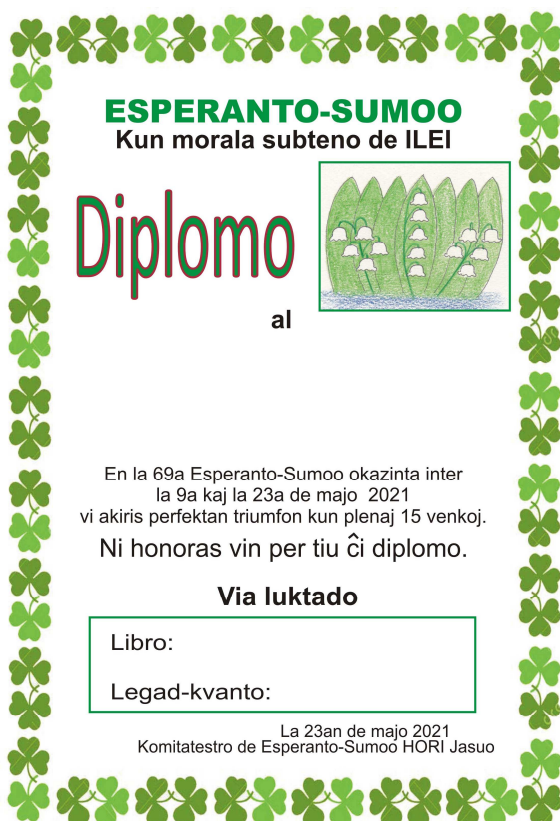 ESPERANTO-SUMOO
Kun morala subteno de ILEI
Diplomo
al
En la 69a Esperanto-Sumoo okazinta inter
la 9a kaj la 23a de majo 2021
vi akiris perfektan triumfon kun plenaj 15 venkoj.
Ni honoras vin per tiu ĉi diplomo.
Via luktado
Libro:
Legad-kvanto:
La 23an de majo 2021
Komitatestro de Esperanto-Sumoo HORI Jasuo